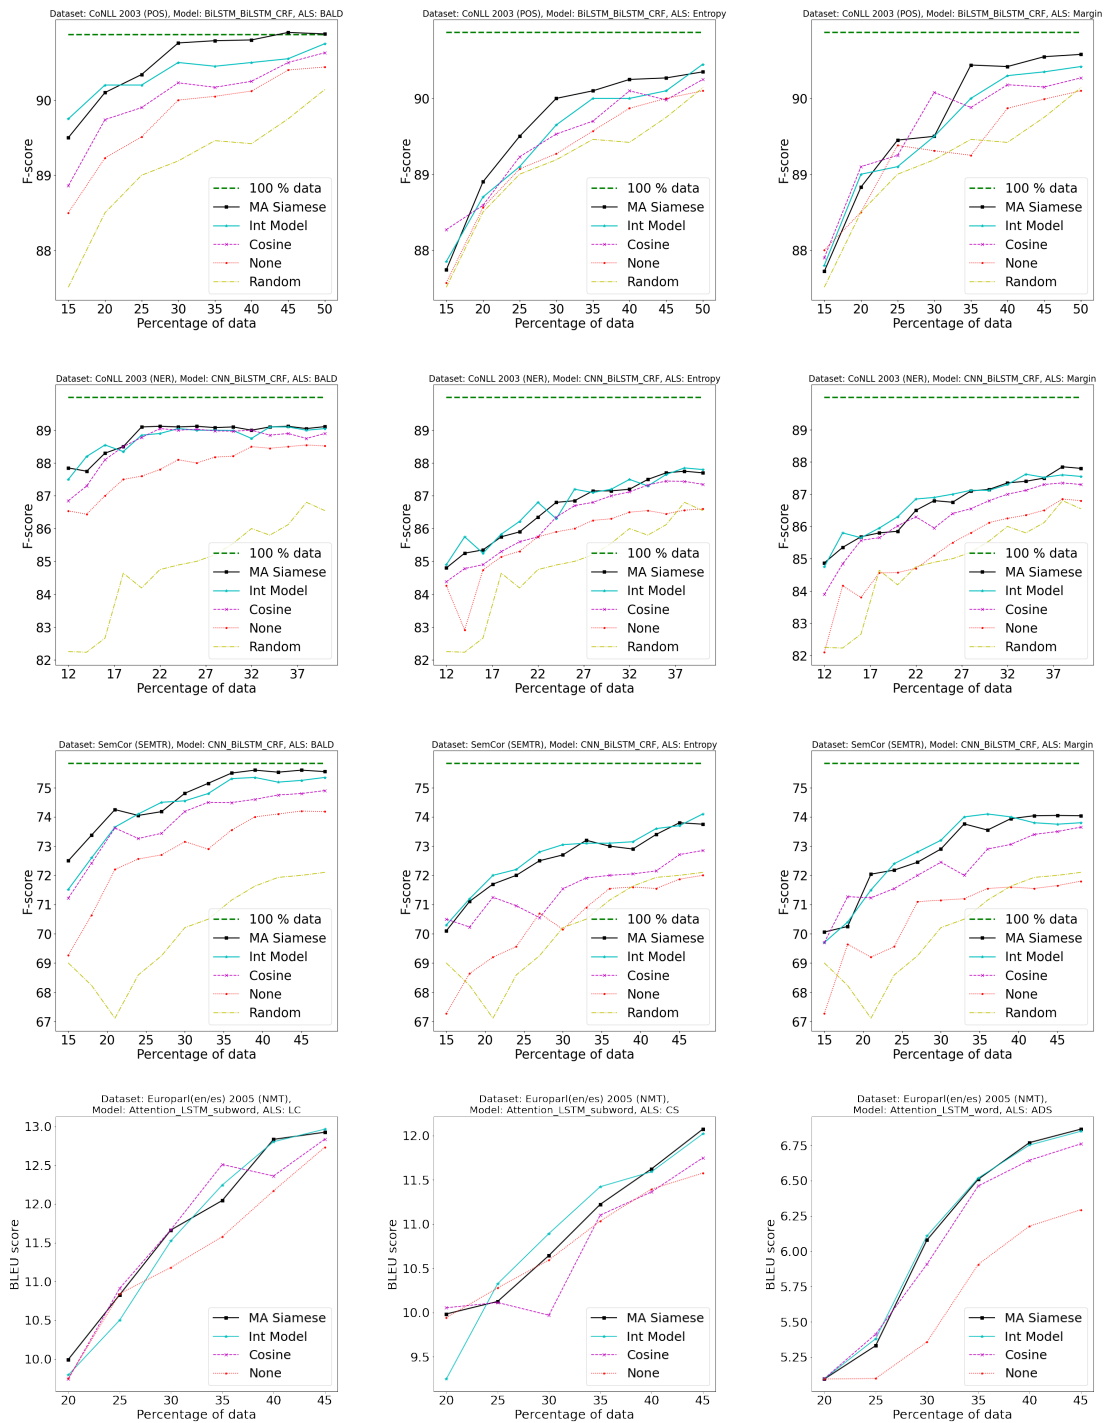 Dataset: CoNLL 2003 (POS), Model: BiLSTM_BiLSTM_CRF, ALS: BALD
F-score
90
89
88
100 % data
MA Siamese
Int Model
Cosine
None
Random
15 20 25 30 35 40 45 50
Percentage of data
Dataset: CoNLL 2003 (POS), Model: BiLSTM_BiLSTM_CRF, ALS: Entropy
F-score
90
89
88
100 % data
MA Siamese
Int Model
Cosine
None
Random
15 20 25 30 35 40 45 50
Percentage of data
Dataset: CoNLL 2003 (POS), Model: BiLSTM_BiLSTM_CRF, ALS: Margin
F-score
90
89
88
100 % data
MA Siamese
Int Model
Cosine
None
Random
15 20 25 30 35 40 45 50
Percentage of data
Dataset: CoNLL 2003 (NER), Model: CNN_BiLSTM_CRF, ALS: BALD
F-score
89
88
87
86
85
84
83
82
100 % data
MA Siamese
Int Model
Cosine
None
Random
12 17 22 27 32 37
Percentage of data
Dataset: CoNLL 2003 (NER), Model: CNN_BiLSTM_CRF, ALS: Entropy
F-score
89
88
87
86
85
84
83
82
100 % data
MA Siamese
Int Model
Cosine
None
Random
12 17 22 27 32 37
Percentage of data
Dataset: CoNLL 2003 (NER), Model: CNN_BiLSTM_CRF, ALS: Margin
F-score
89
88
87
86
85
84
83
82
100 % data
MA Siamese
Int Model
Cosine
None
Random
12 17 22 27 32 37
Percentage of data
Dataset: SemCor (SEMTR), Model: CNN_BiLSTM_CRF, ALS: BALD
F-score
75
74
73
72
71
70
69
68
67
100 % data
MA Siamese
Int Model
Cosine
None
Random
15 20 25 30 35 40 45
Percentage of data
Dataset: SemCor (SEMTR), Model: CNN_BiLSTM_CRF, ALS: Entropy
F-score
75
74
73
72
71
70
69
68
67
100 % data
MA Siamese
Int Model
Cosine
None
Random
15 20 25 30 35 40 45
Percentage of data
Dataset: SemCor (SEMTR), Model: CNN_BiLSTM_CRF, ALS: Margin
F-score
75
74
73
72
71
70
69
68
67
100 % data
MA Siamese
Int Model
Cosine
None
Random
15 20 25 30 35 40 45
Percentage of data
Dataset: Europarl(en/es) 2005 (NMT),
Model: Attention_LSTM_subword, ALS: LC
BLEU score
13.0
12.5
12.0
11.5
11.0
10.5
10.0
MA Siamese
Int Model
Cosine
None
20 25 30 35 40 45
Percentage of data
Dataset: Europarl(en/es) 2005 (NMT),
Model: Attention_LSTM_subword, ALS: CS
BLEU score
12.0
11.5
11.0
10.5
10.0
9.5
MA Siamese
Int Model
Cosine
None
20 25 30 35 40 45
Percentage of data
Dataset: Europarl(en/es) 2005 (NMT),
Model: Attention_LSTM_word, ALS: ADS
BLEU score
6.75
6.50
6.25
6.00
5.75
5.50
5.25
MA Siamese
Int Model
Cosine
None
20 25 30 35 40 45
Percentage of data